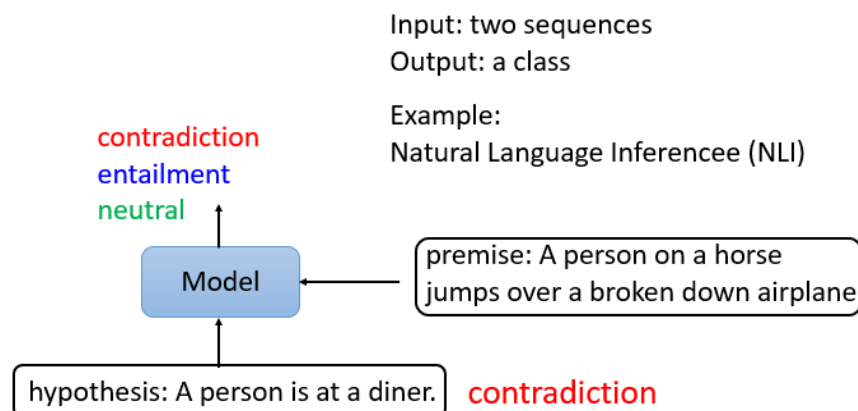 Input: two sequences
Output: a class
Example:
Natural Language Inferencee (NLI)
contradiction
entailment
neutral
Model
premise: A person on a horse
jumps over a broken down airplane
hypothesis: A person is at a diner.
contradiction